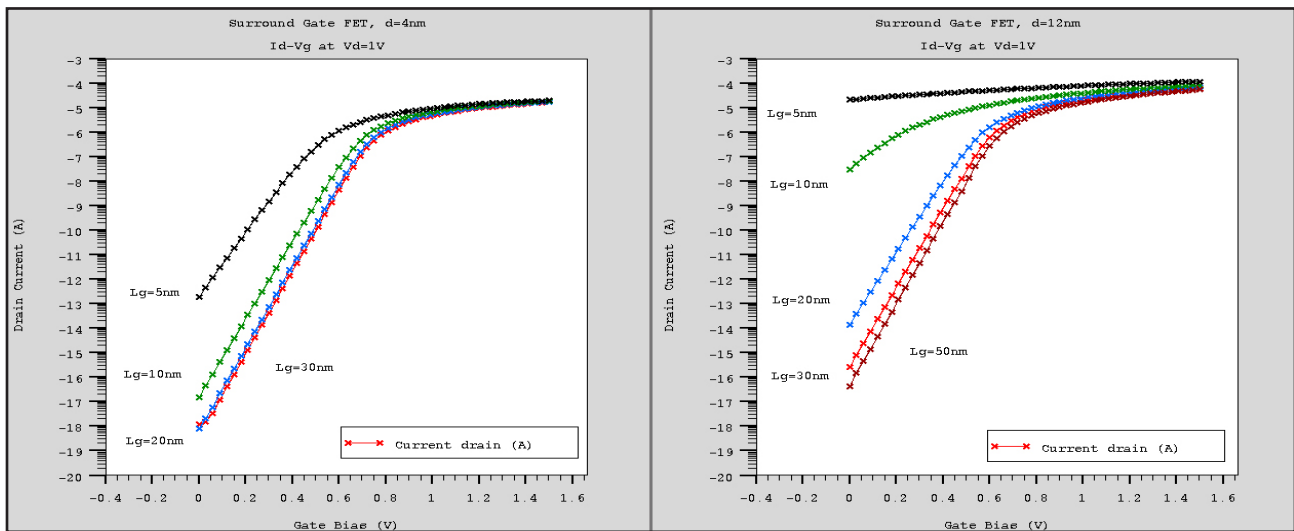 Surround Gate FET, d=4nm
Id-Vg at Vd=1V
-3
-4
-5
-6
-7
-8
-9
-10
-11
-12
-13
-14
-15
-16
-17
-18
-19
-20
Drain Current (A)
Lg=5nm
Lg=10nm
Lg=30nm
Lg=20nm
Current drain (A)
-0.4 -0.2 0 0.2 0.4 0.6 0.8 1 1.2 1.4 1.6
Gate Bias (V)
Surround Gate FET, d=12nm
Id-Vg at Vd=1V
-3
-4
-5
-6
-7
-8
-9
-10
-11
-12
-13
-14
-15
-16
-17
-18
-19
-20
Drain Current (A)
Lg=5nm
Lg=10nm
Lg=20nm
Lg=50nm
Lg=30nm
Current drain (A)
-0.4 -0.2 0 0.2 0.4 0.6 0.8 1 1.2 1.4 1.6
Gate Bias (V)